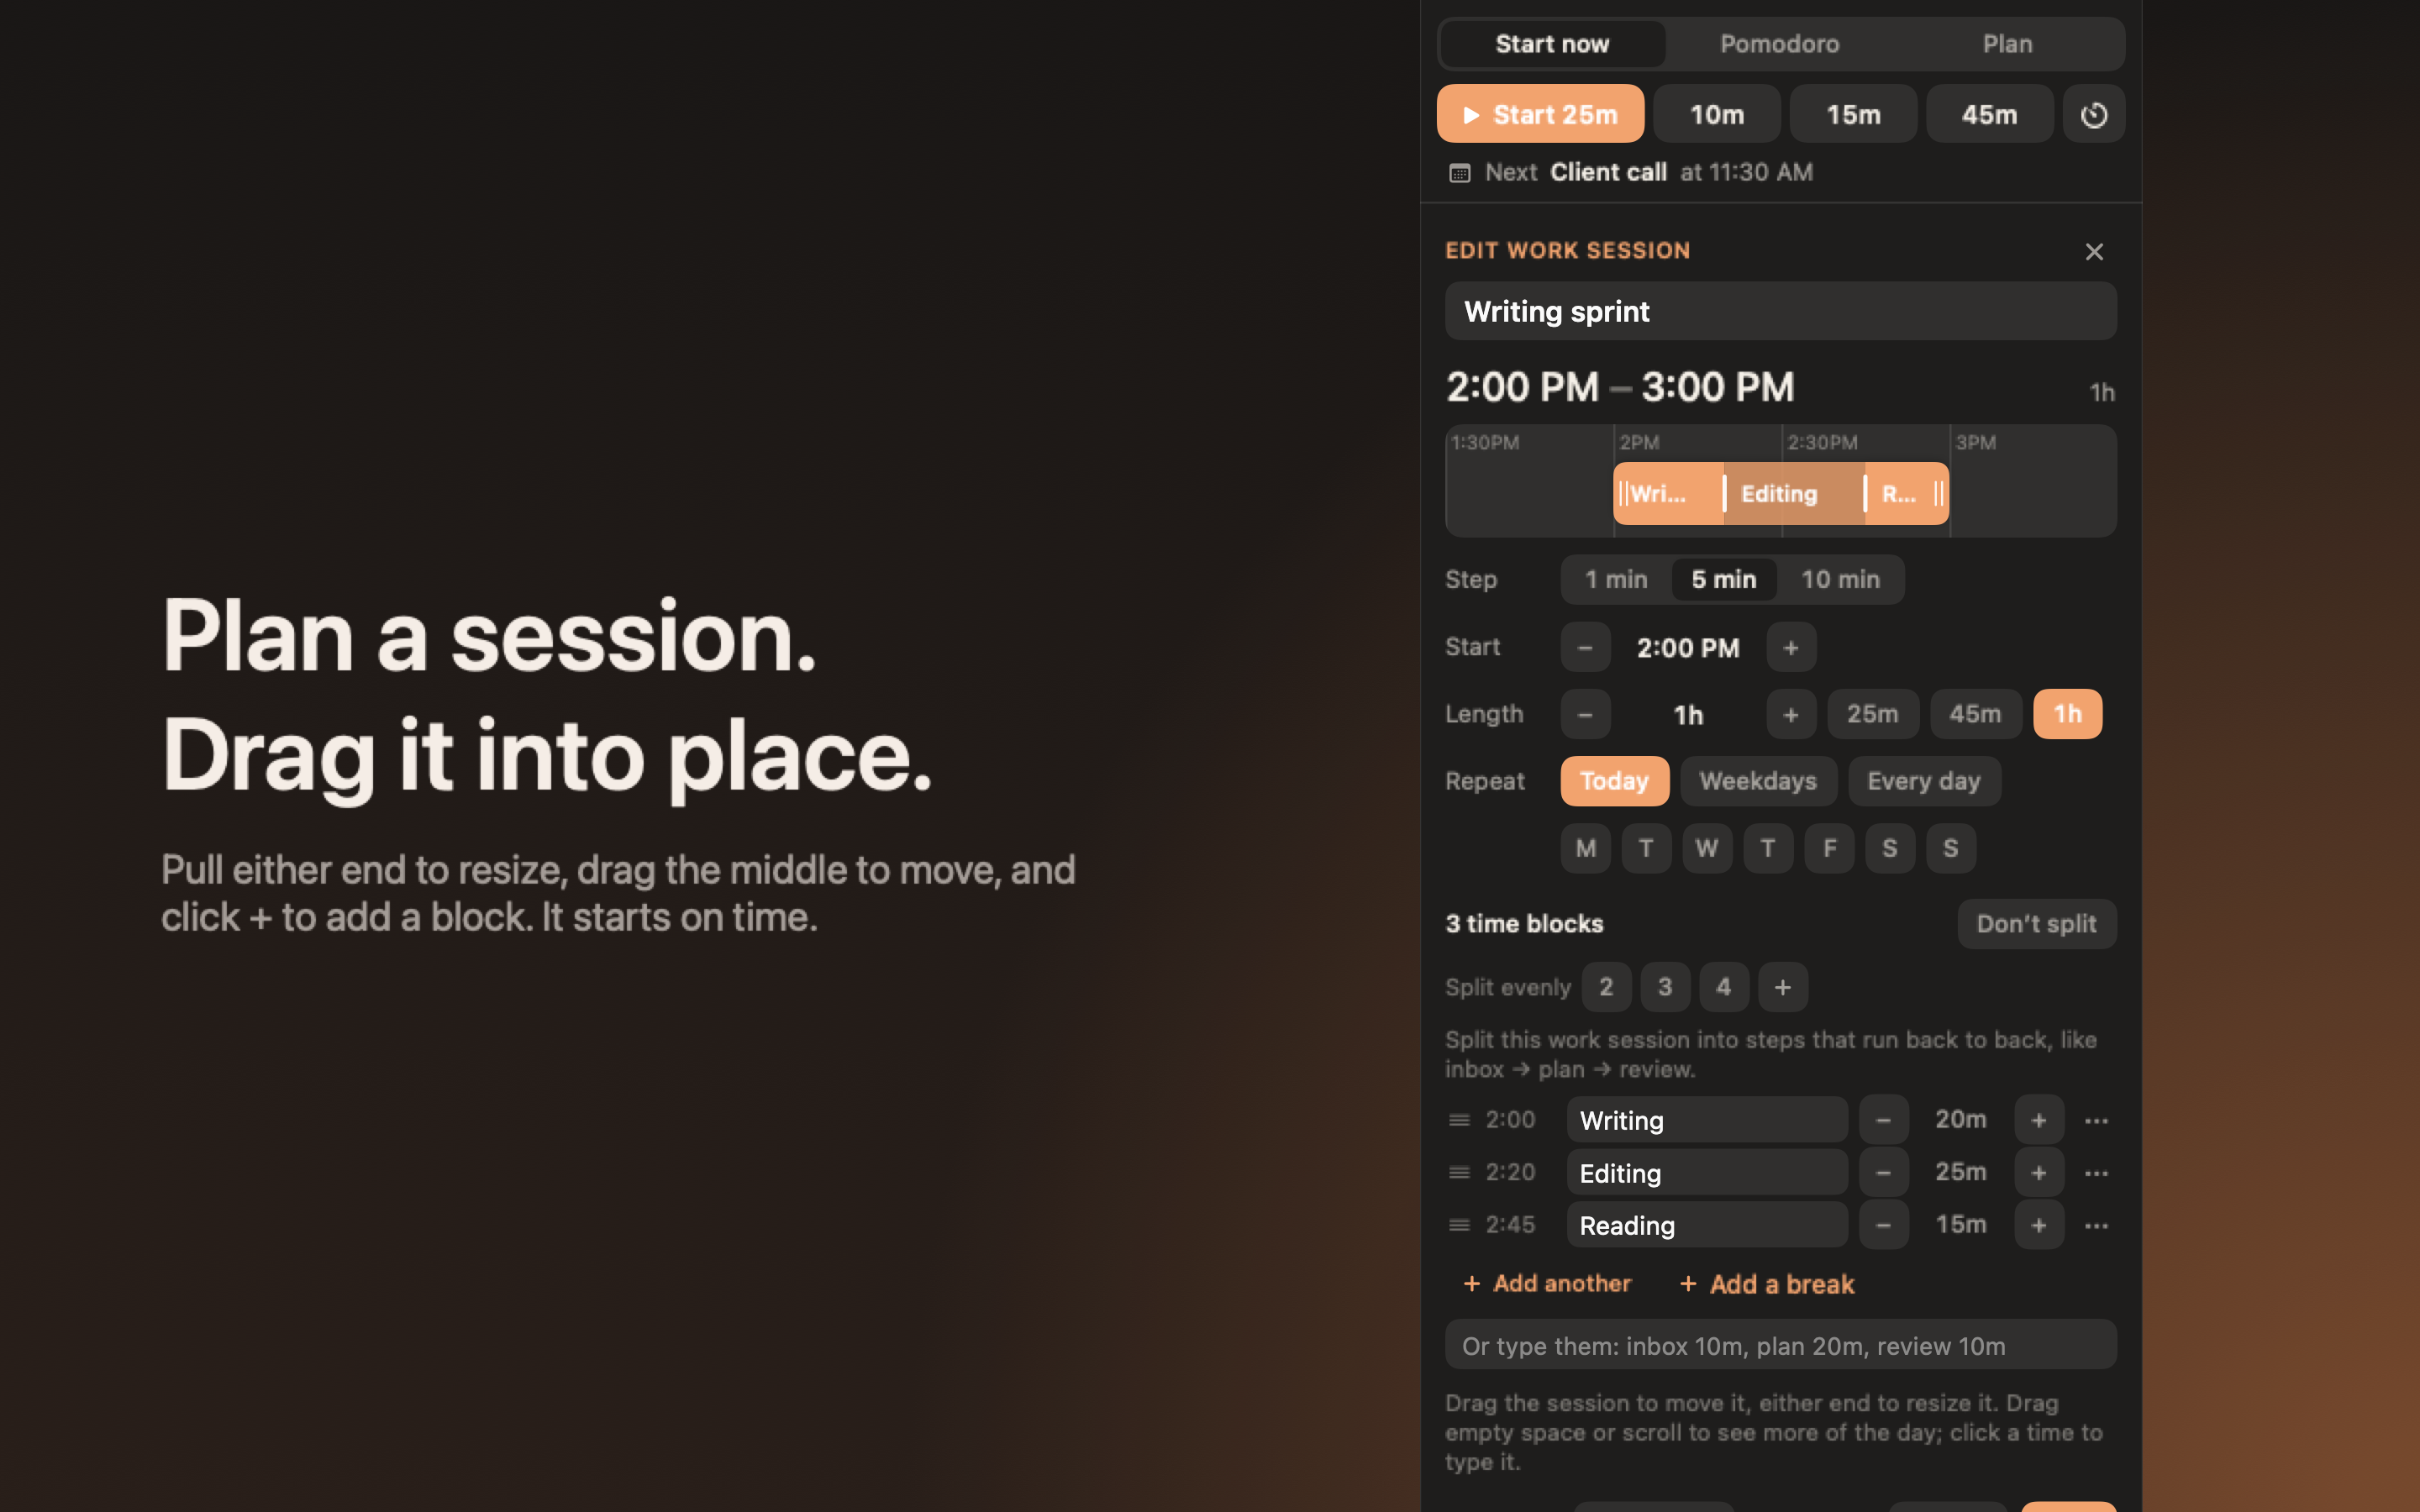 Plan a session.
Drag it into place.
Pull either end to resize, drag the middle to move, and
click + to add a block. It starts on time.
Start now Pomodoro Plan
Start 25m 10m 15m 45m
Next Client call at 11:30 AM
EDIT WORK SESSION
Writing sprint
2:00 PM – 3:00 PM 1h
1:30PM 2PM 2:30PM 3PM
Wri... Editing R...
Step 1 min 5 min 10 min
Start − 2:00 PM +
Length − 1h + 25m 45m 1h
Repeat Today Weekdays Every day
M T W T F S S
3 time blocks Don’t split
Split evenly 2 3 4 +
Split this work session into steps that run back to back, like
inbox → plan → review.
2:00 Writing − 20m + ...
2:20 Editing − 25m + ...
2:45 Reading − 15m + ...
+ Add another + Add a break
Or type them: inbox 10m, plan 20m, review 10m
Drag the session to move it, either end to resize it. Drag
empty space or scroll to see more of the day; click a time to
type it.